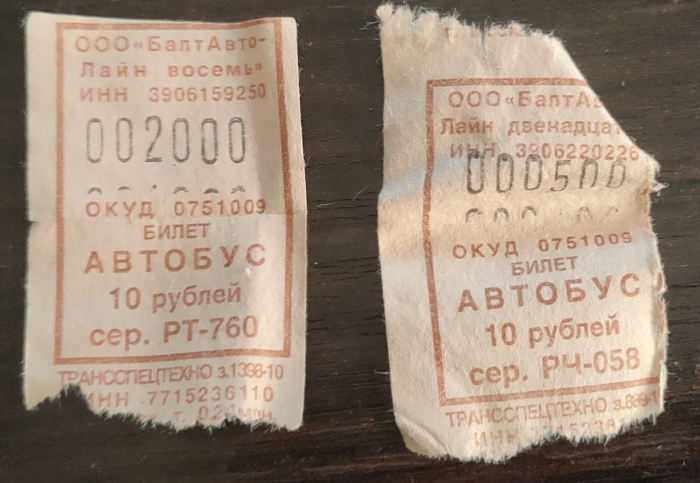 ООО«БалтАвто-
Лайн восемь»
ИНН 3906159250
002000
ОКУД 0751009
БИЛЕТ
АВТОБУС
10 рублей
сер. РТ-760
ТРАНССПЕЦТЕХНО з.1398-10
ИНН 7715236110
ООО«БалтАв
Лайн двенадцат
ИНН 3906220226
000500
ОКУД 0751009
БИЛЕТ
АВТОБУС
10 рублей
сер. РЧ-058
ТРАНССПЕЦТЕХНО
ИНН